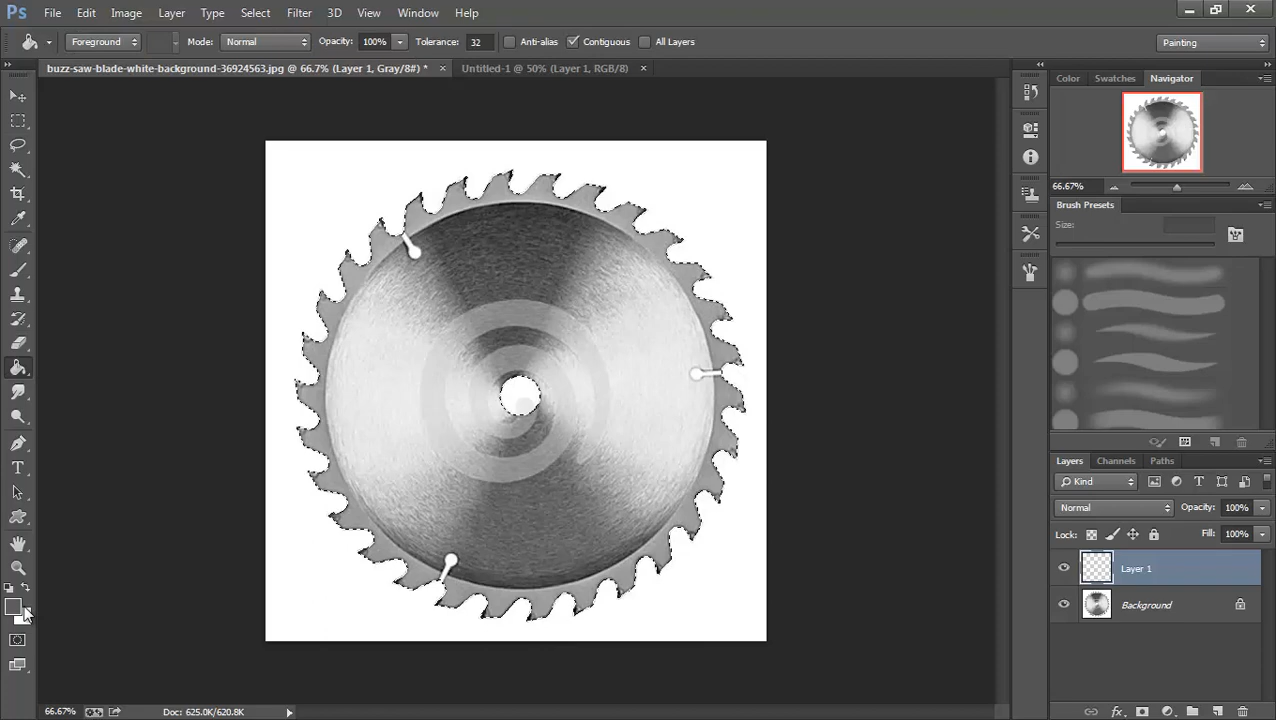 Ps File Edit Image Layer Type Select Filter 3D View Window Help
Foreground Mode: Normal Opacity: 100% Tolerance: 32 Anti-alias Contiguous All Layers Painting
buzz-saw-blade-white-background-36924563.jpg @ 66.7% (Layer 1, Gray/8#) * Untitled-1 @ 50% (Layer 1, RGB/8)
Color Swatches Navigator
66.67%
Brush Presets
Size:
Layers Channels Paths
Kind
Normal Opacity: 100%
Lock: Fill: 100%
Layer 1
Background
66.67% Doc: 625.0K/620.8K